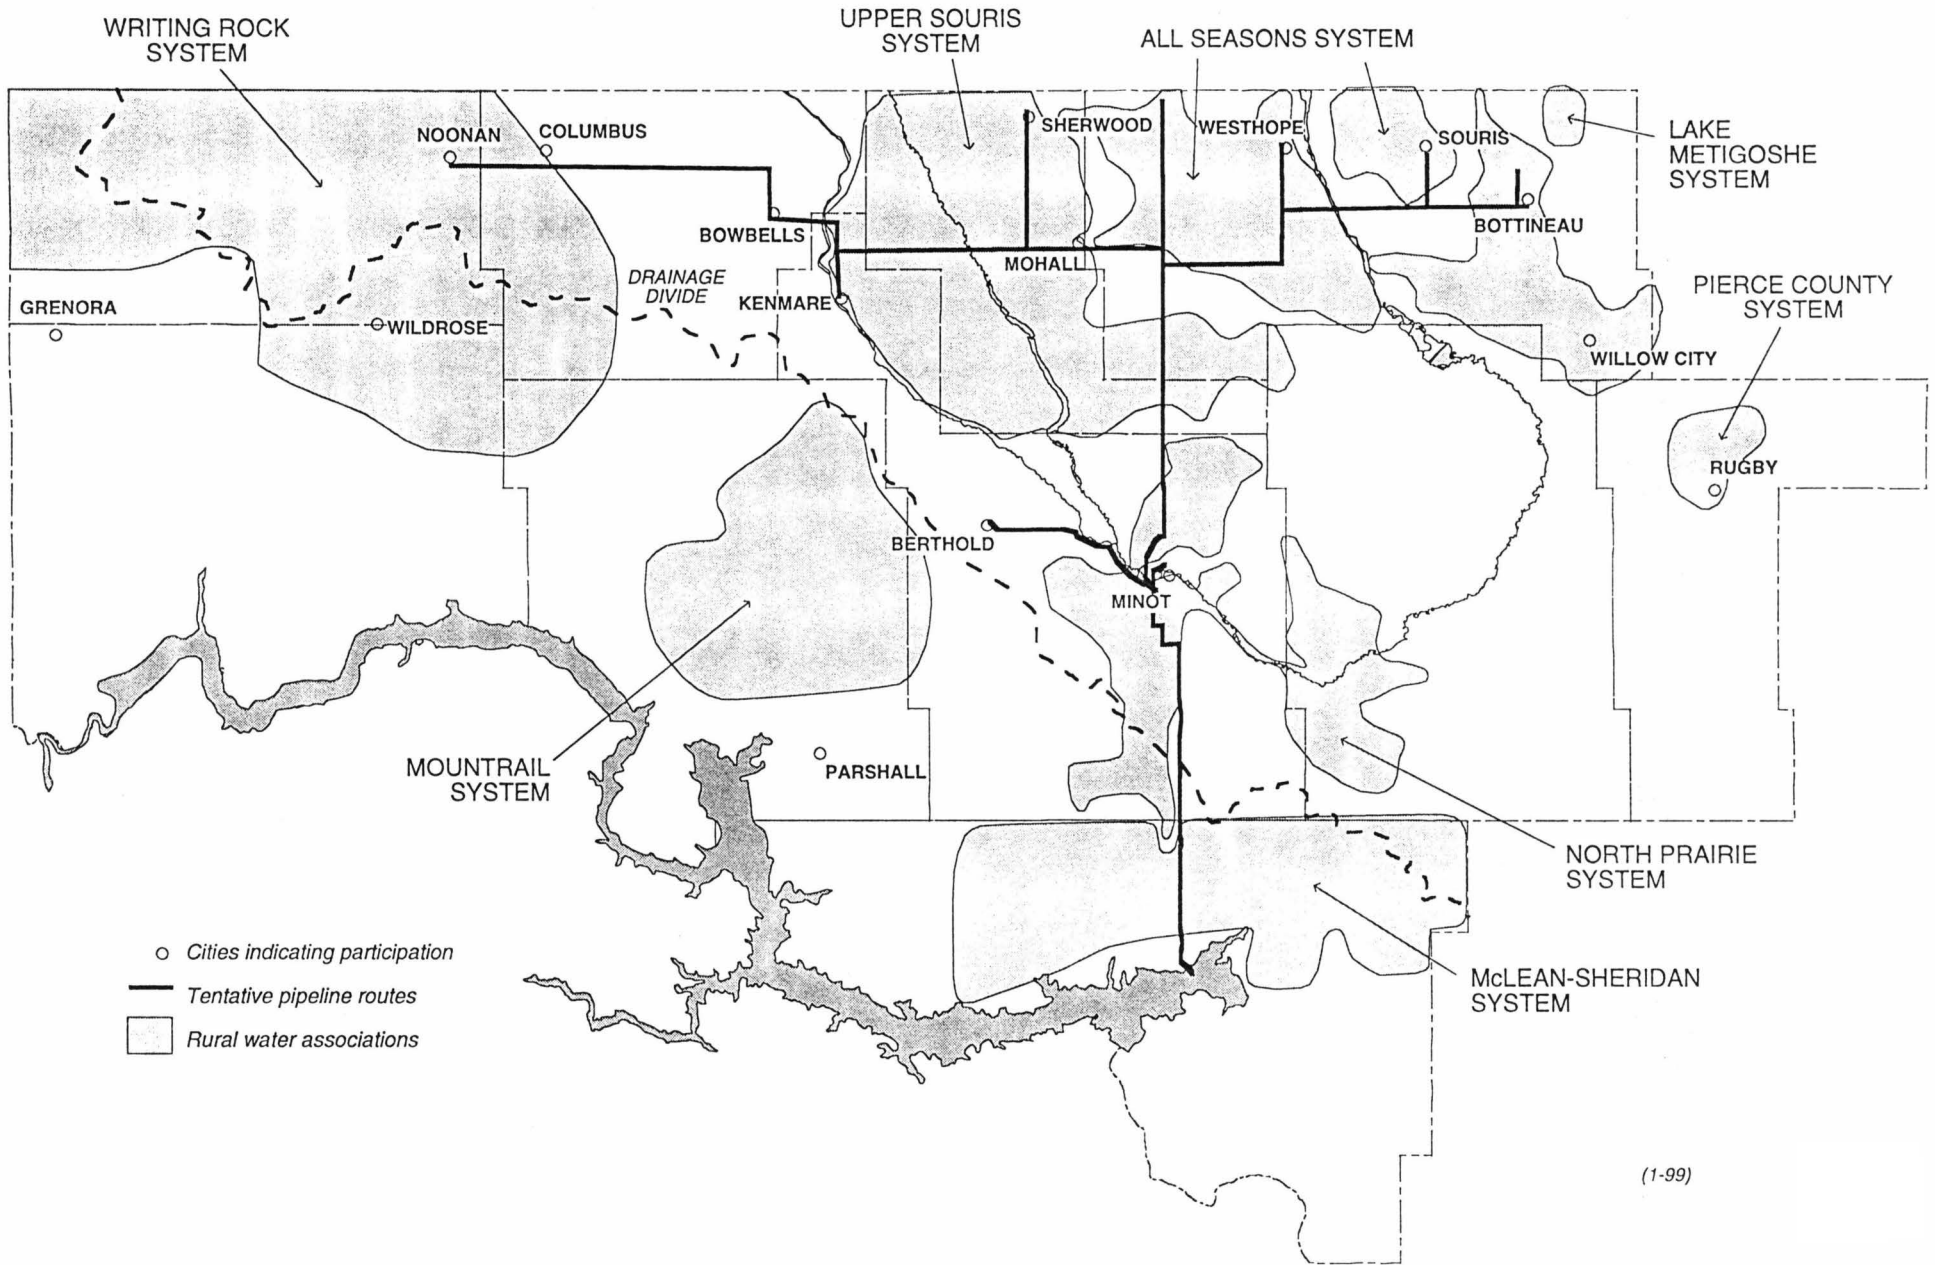 WRITING ROCK
SYSTEM
UPPER SOURIS
SYSTEM
ALL SEASONS SYSTEM
NOONAN
COLUMBUS
SHERWOOD
WESTHOPE
SOURIS
LAKE
METIGOSHE
SYSTEM
BOWBELLS
BOTTINEAU
DRAINAGE
DIVIDE
MOHALL
KENMARE
PIERCE COUNTY
SYSTEM
GRENORA
WILDROSE
WILLOW CITY
RUGBY
BERTHOLD
MINOT
MOUNTRAIL
SYSTEM
PARSHALL
NORTH PRAIRIE
SYSTEM
McLEAN-SHERIDAN
SYSTEM
Cities indicating participation
Tentative pipeline routes
Rural water associations
(1-99)